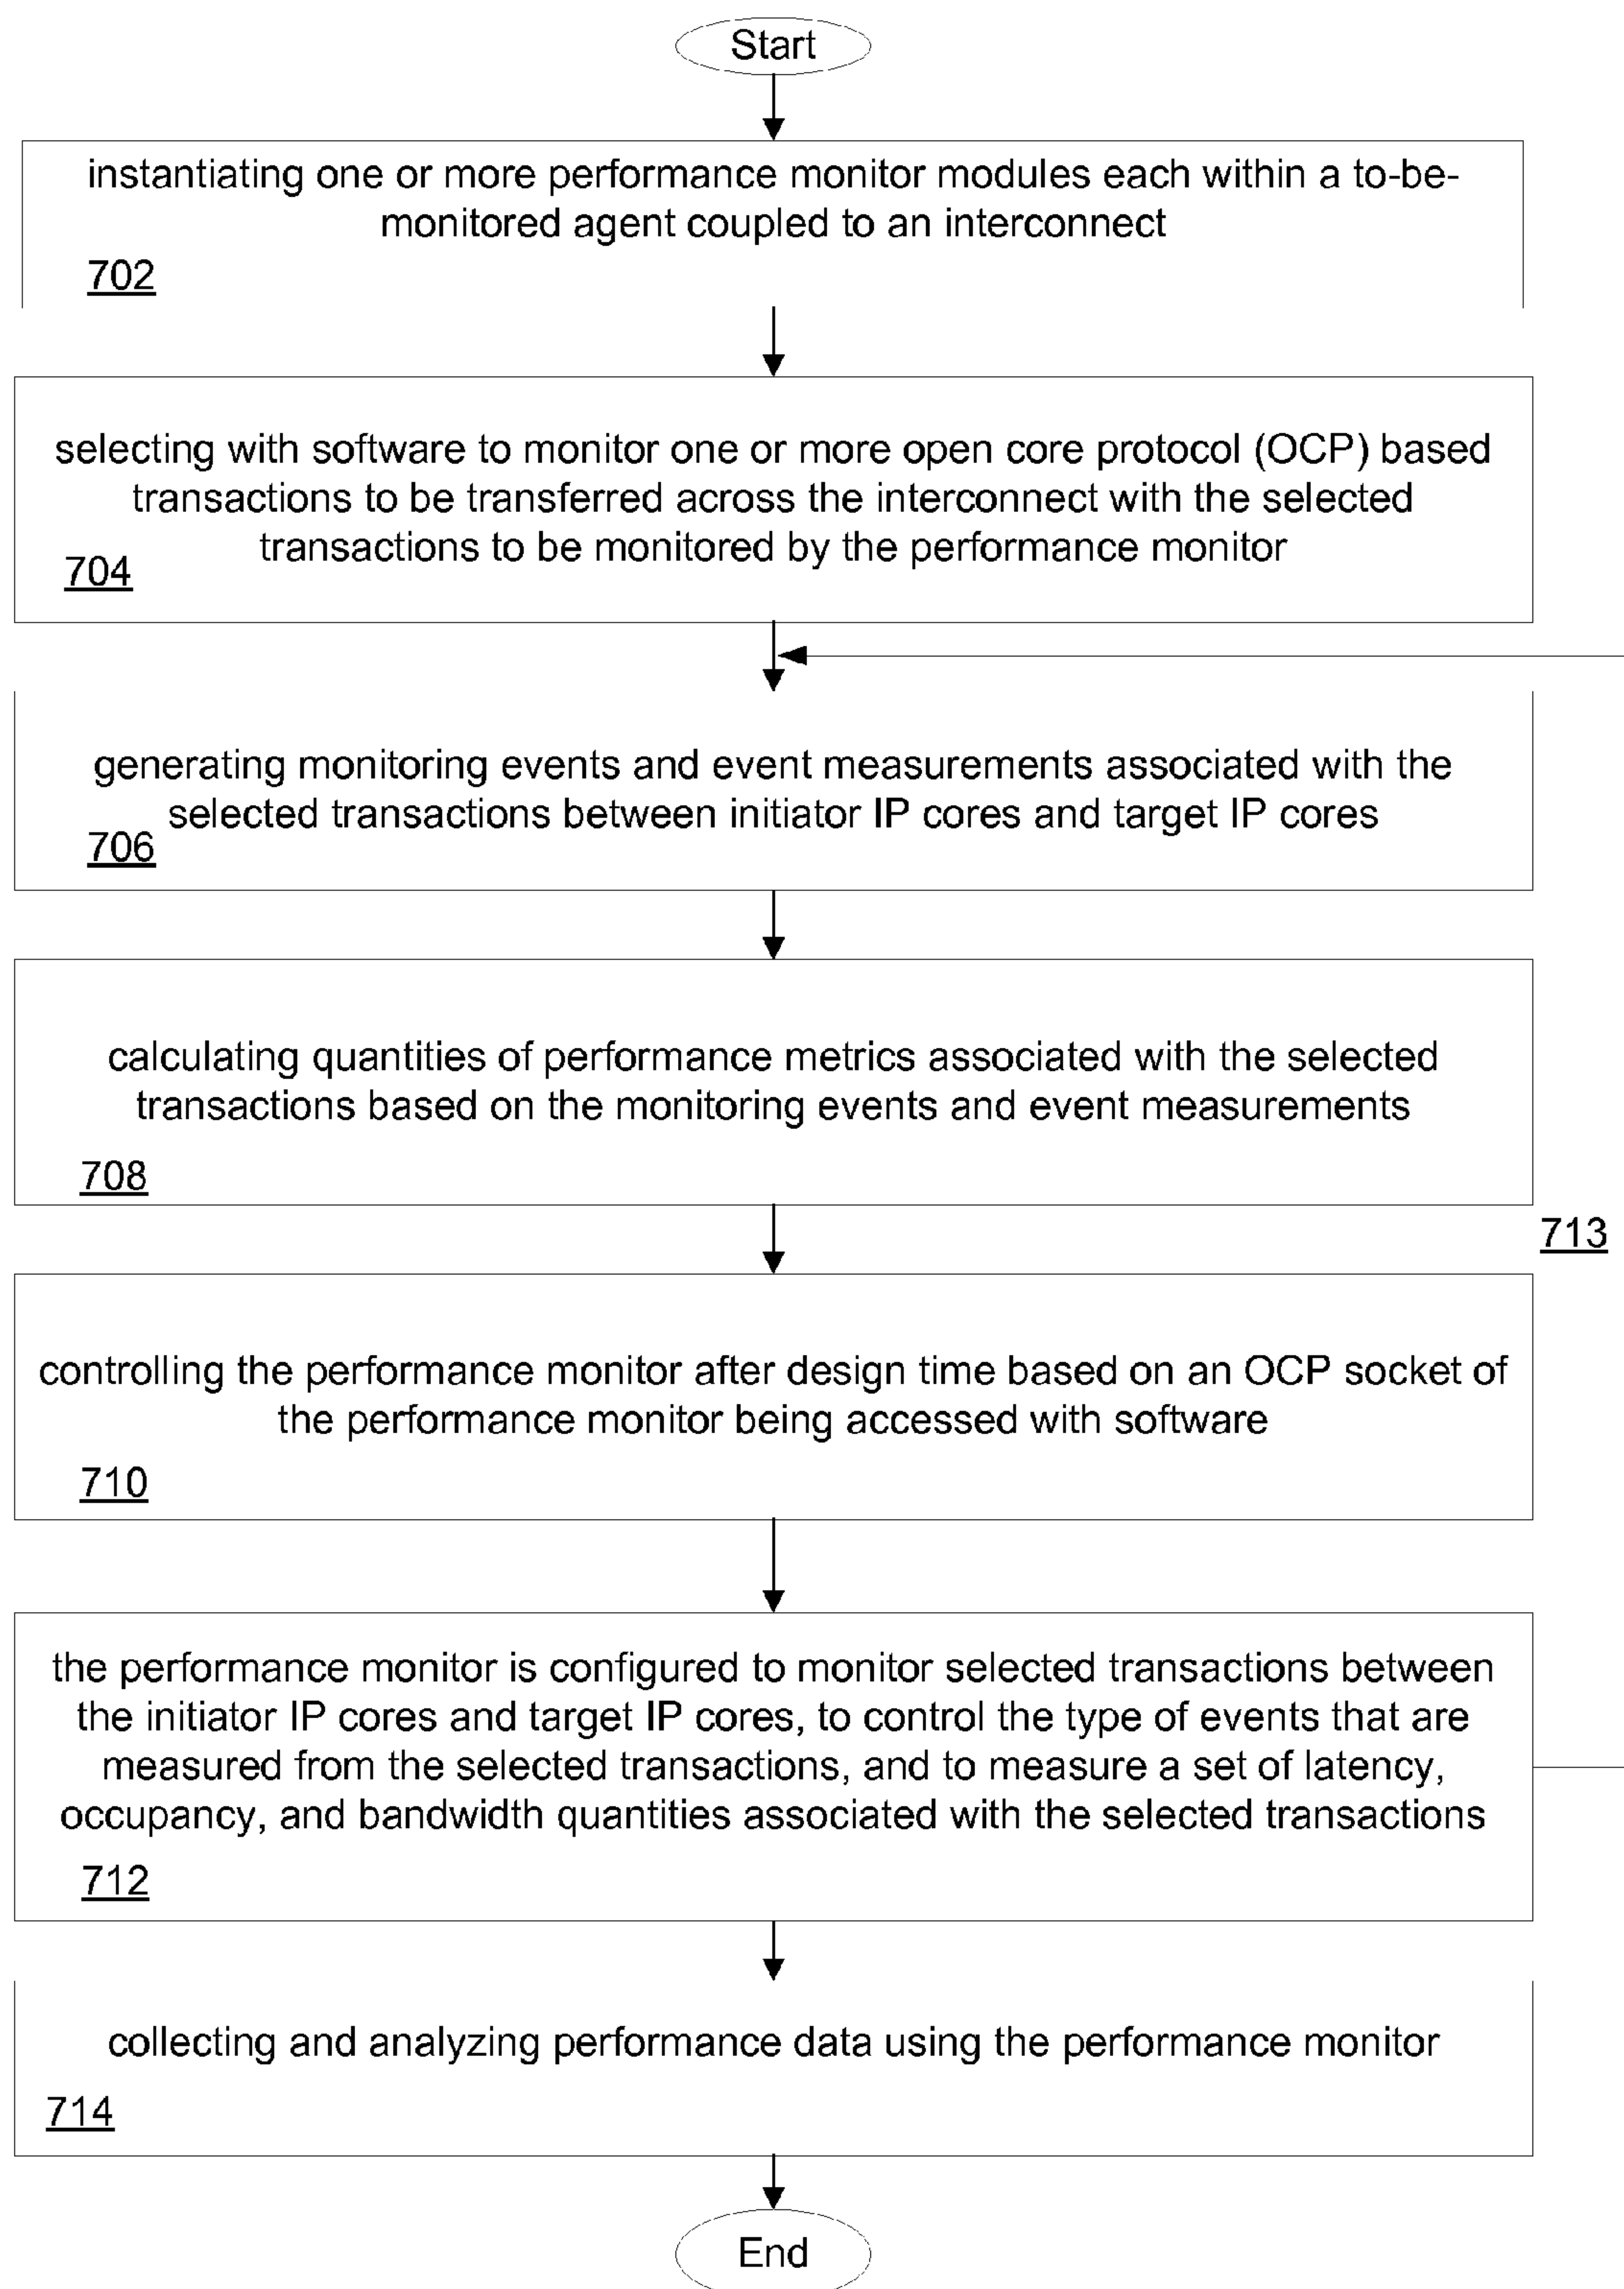 Start
instantiating one or more performance monitor modules each within a to-be-
monitored agent coupled to an interconnect
702
selecting with software to monitor one or more open core protocol (OCP) based
transactions to be transferred across the interconnect with the selected
transactions to be monitored by the performance monitor
704
generating monitoring events and event measurements associated with the
selected transactions between initiator IP cores and target IP cores
706
calculating quantities of performance metrics associated with the selected
transactions based on the monitoring events and event measurements
708
713
controlling the performance monitor after design time based on an OCP socket of
the performance monitor being accessed with software
710
the performance monitor is configured to monitor selected transactions between
the initiator IP cores and target IP cores, to control the type of events that are
measured from the selected transactions, and to measure a set of latency,
occupancy, and bandwidth quantities associated with the selected transactions
712
collecting and analyzing performance data using the performance monitor
714
End